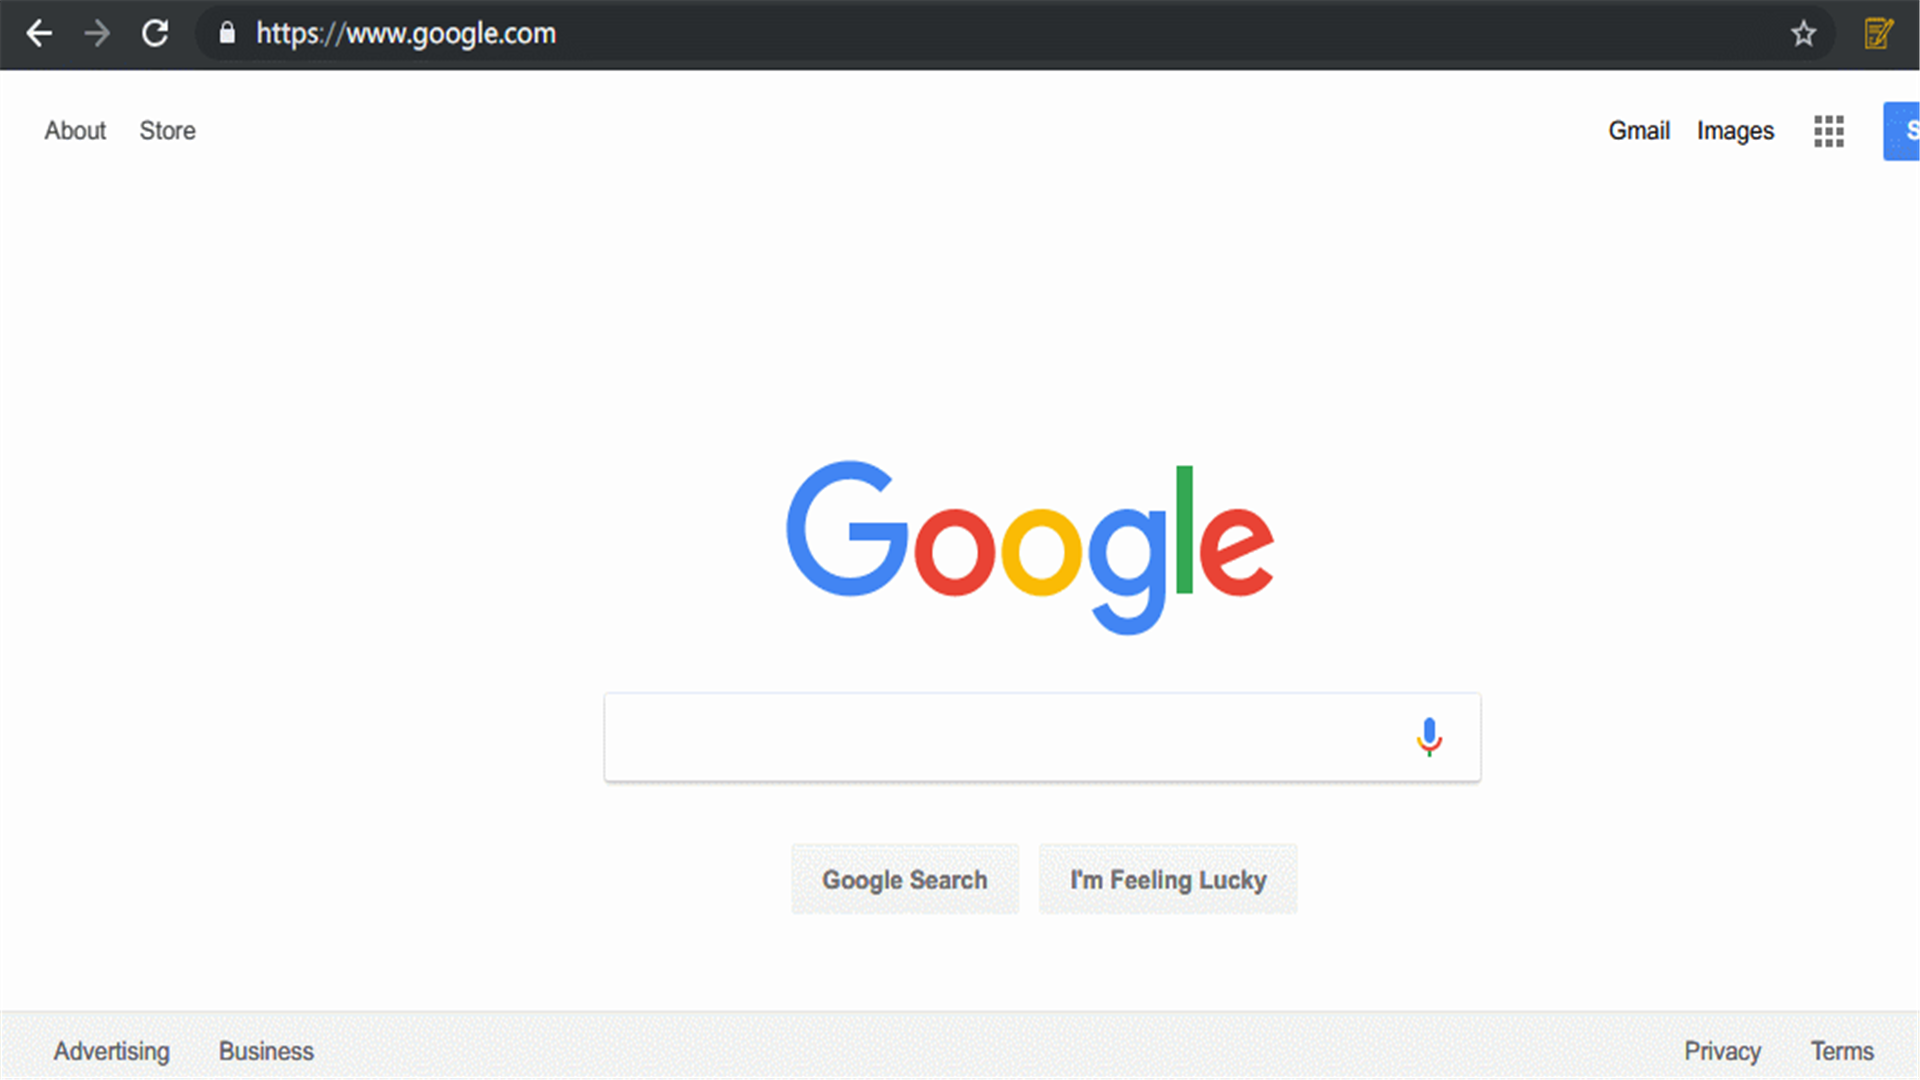 https://www.google.com
About Store Gmail Images S
Google
Google Search I'm Feeling Lucky
Advertising Business Privacy Terms